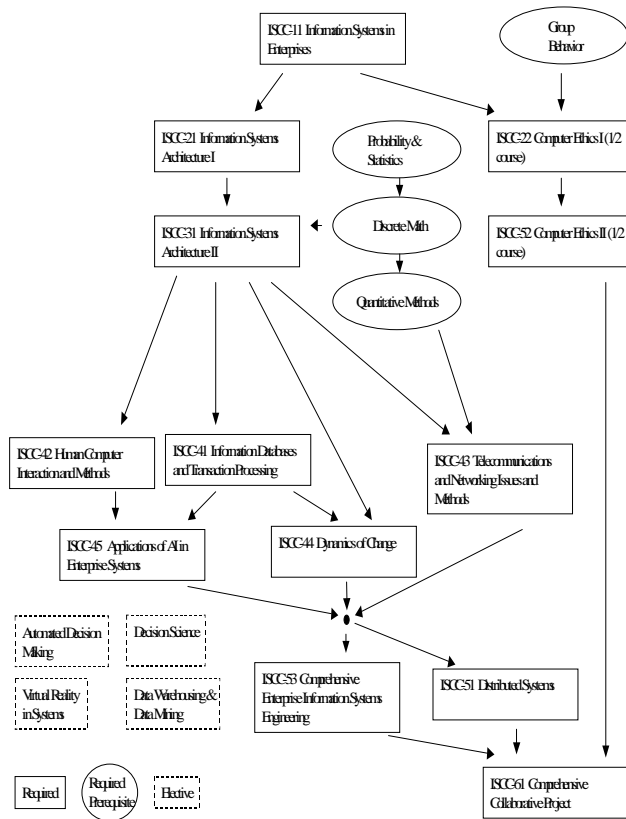 ISCC-11 Information Systems in
Enterprises
Group
Behavior
ISCC-21 Information Systems
Architecture I
Probability &
Statistics
ISCC-22 Computer Ethics I (1/2
course)
ISCC-31 Information Systems
Architecture II
Discrete Math
ISCC-52 Computer Ethics II (1/2
course)
Quantitative Methods
ISCC-42 Human Computer
Interaction and Methods
ISCC-41 Information Databases
and Transaction Processing
ISCC-43 Telecommunications
and Networking Issues and
Methods
ISCC-45 Applications of AI in
Enterprise Systems
ISCC-44 Dynamics of Change
Automated Decision
Making
Decision Science
Virtual Reality
in Systems
Data Warehousing &
Data Mining
ISCC-53 Comprehensive
Enterprise Information Systems
Engineering
ISCC-51 Distributed Systems
Required
Required
Prerequisite
Elective
ISCC-61 Comprehensive
Collaborative Project